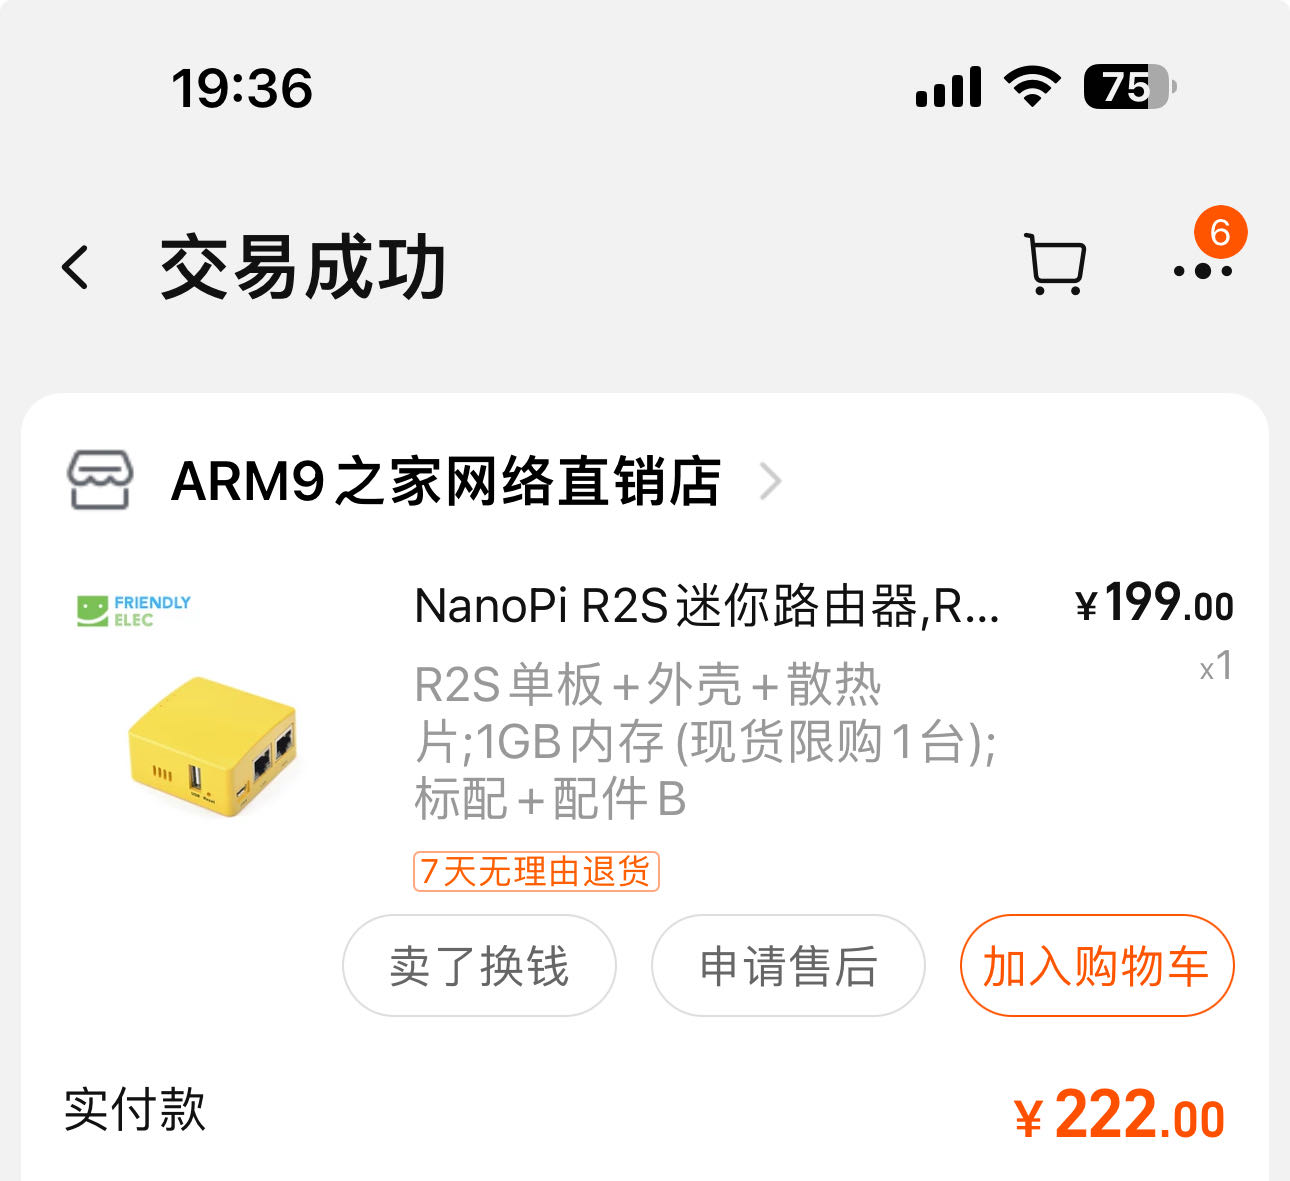 19:36
75
交易成功
6
ARM9之家网络直销店
FRIENDLY
ELEC
NanoPi R2S迷你路由器,R...
¥199.00
R2S单板+外壳+散热
x1
片;1GB内存(现货限购1台);
标配+配件B
7天无理由退货
卖了换钱
申请售后
加入购物车
实付款
¥222.00